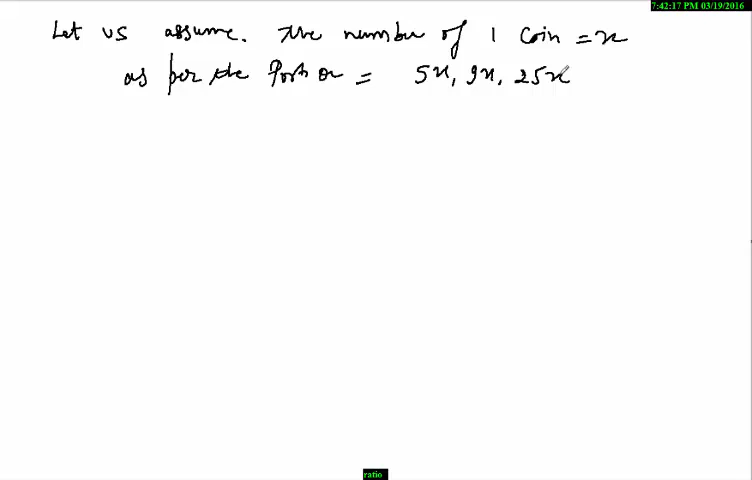 7:42:17 PM 03/19/2016
Let us assume. The number of 1 coin = x
as per the Portion = 5x, 9x, 25x
ratio